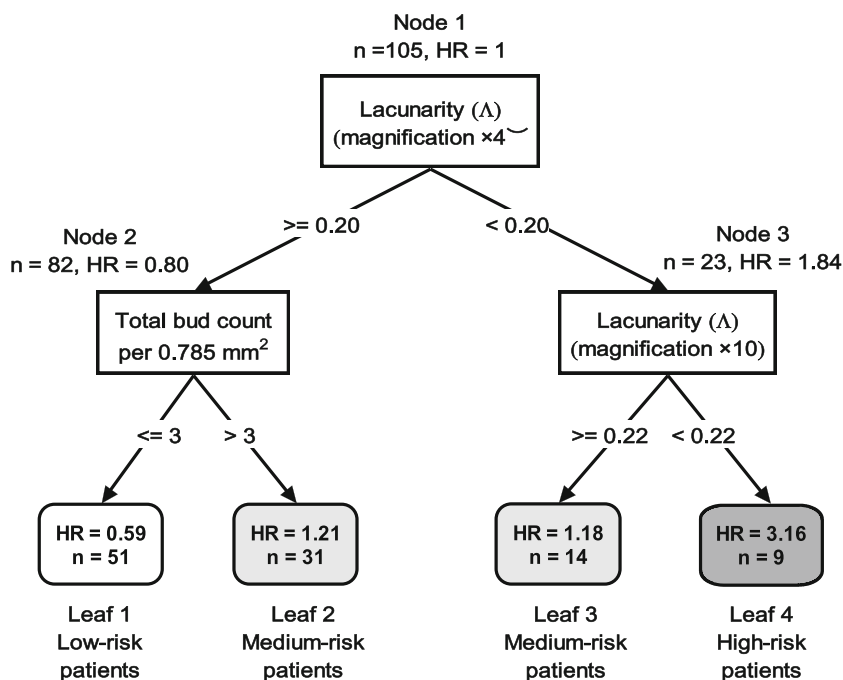 Node 1
n =105, HR = 1
Lacunarity (Λ)
(magnification ×4
>= 0.20
< 0.20
Node 2
n = 82, HR = 0.80
Node 3
n = 23, HR = 1.84
Total bud count
per 0.785 mm²
Lacunarity (Λ)
(magnification ×10)
<= 3
> 3
>= 0.22
< 0.22
HR = 0.59
n = 51
HR = 1.21
n = 31
HR = 1.18
n = 14
HR = 3.16
n = 9
Leaf 1
Low-risk
patients
Leaf 2
Medium-risk
patients
Leaf 3
Medium-risk
patients
Leaf 4
High-risk
patients